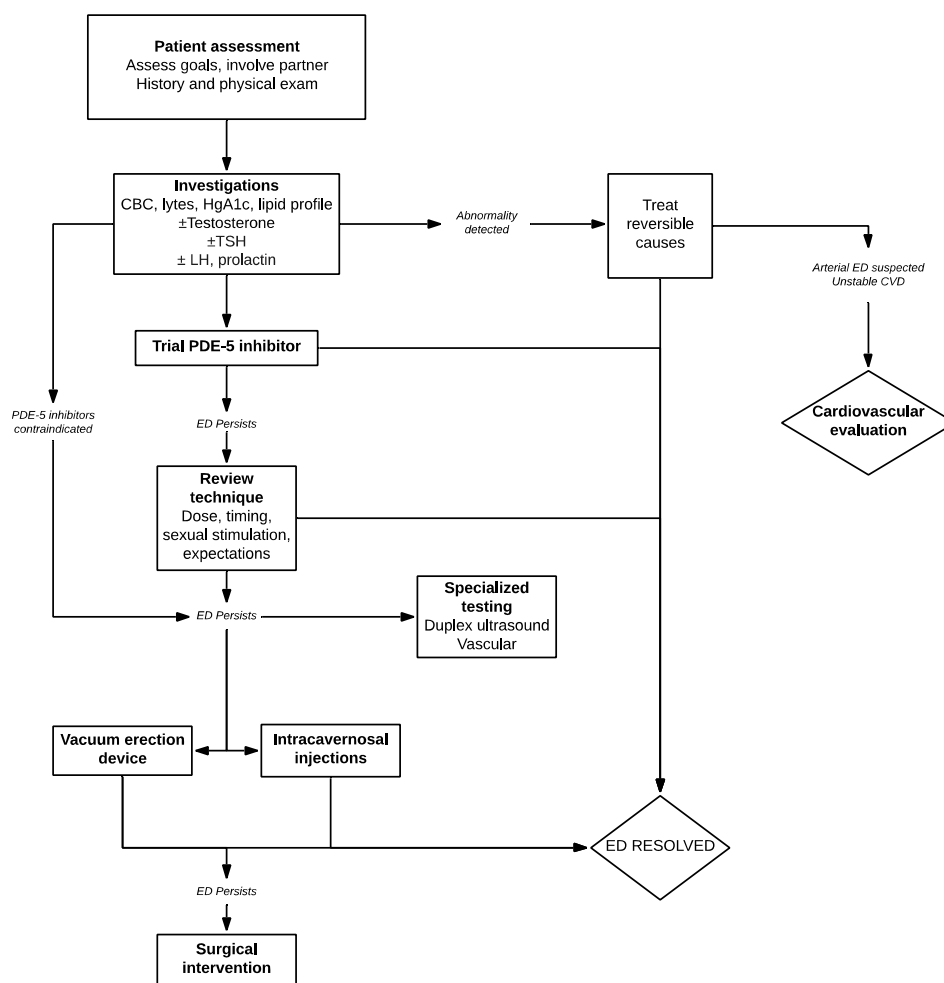 Patient assessment
Assess goals, involve partner
History and physical exam
Investigations
CBC, lytes, HgA1c, lipid profile
±Testosterone
±TSH
± LH, prolactin
Abnormality
detected
Treat
reversible
causes
Arterial ED suspected
Unstable CVD
Cardiovascular
evaluation
Trial PDE-5 inhibitor
PDE-5 inhibitors
contraindicated
ED Persists
Review
technique
Dose, timing,
sexual stimulation,
expectations
ED Persists
Specialized
testing
Duplex ultrasound
Vascular
Vacuum erection
device
Intracavernosal
injections
ED RESOLVED
ED Persists
Surgical
intervention